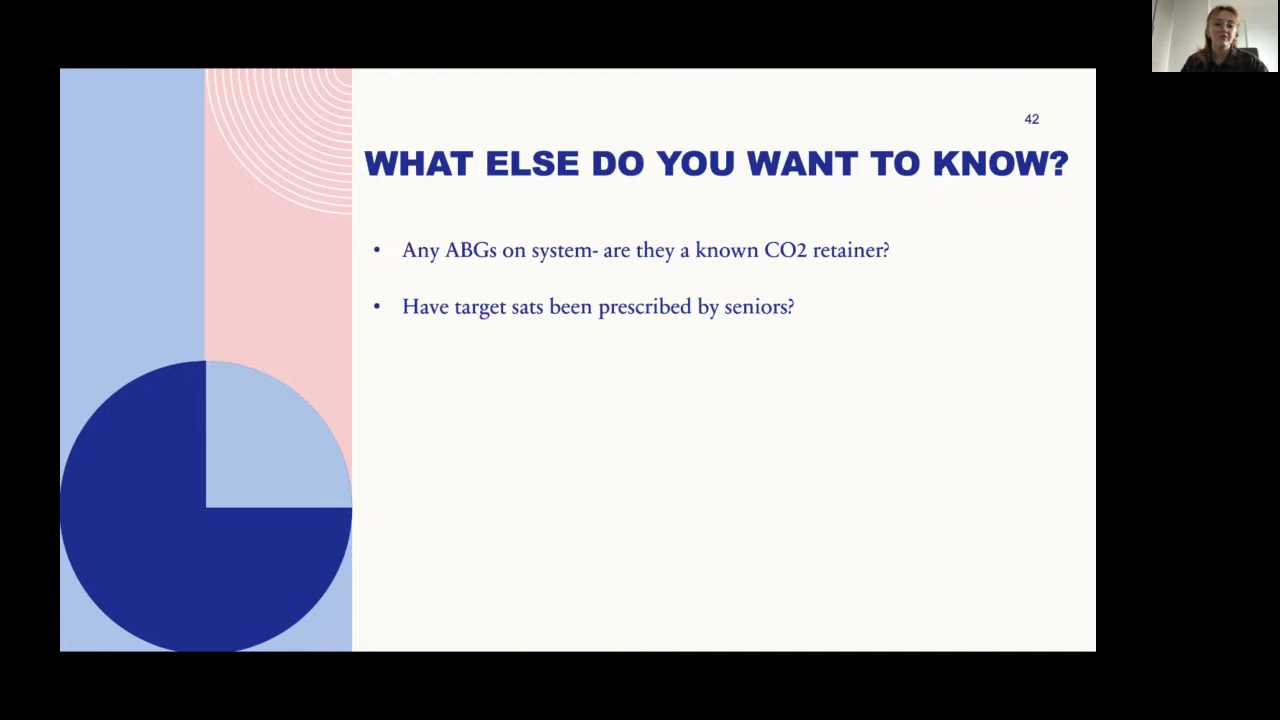 42
WHAT ELSE DO YOU WANT TO KNOW?
• Any ABGs on system- are they a known CO2 retainer?
• Have target sats been prescribed by seniors?